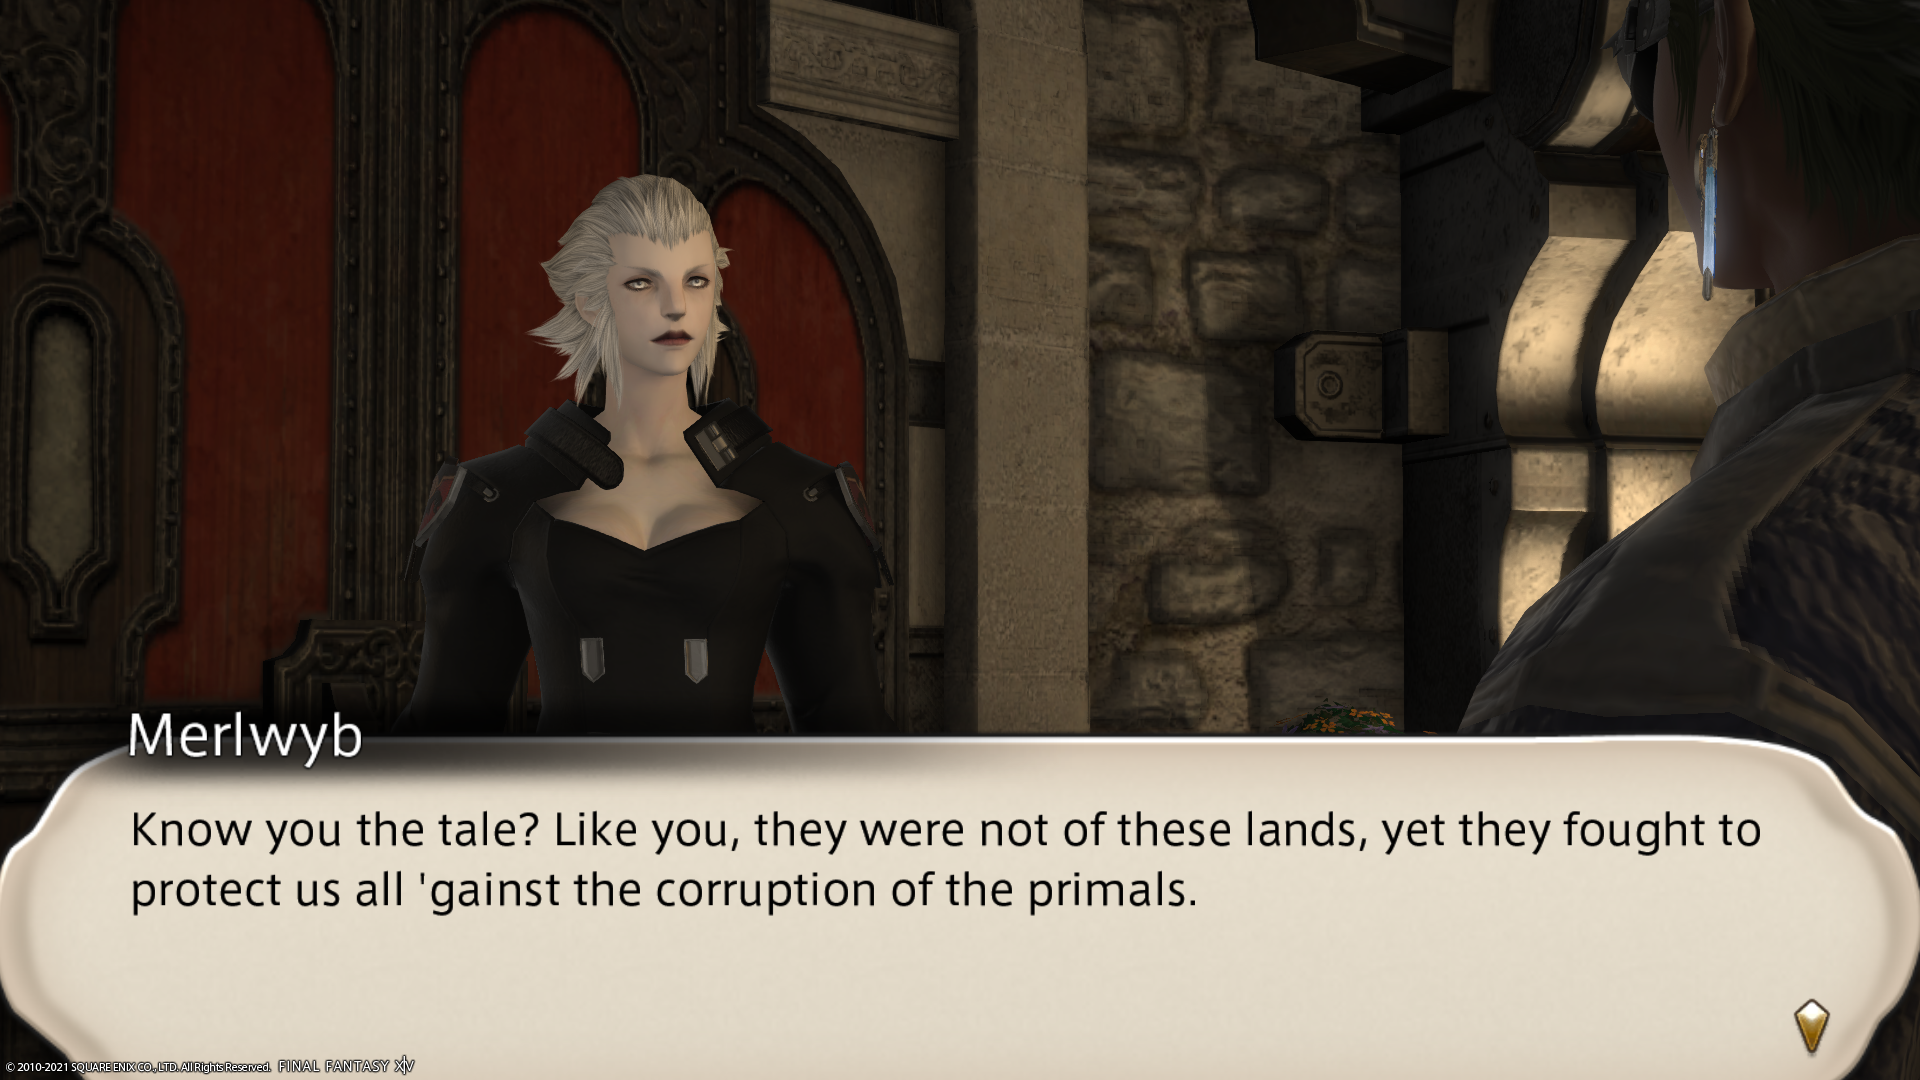 Merlwyb
Know you the tale? Like you, they were not of these lands, yet they fought to
protect us all 'gainst the corruption of the primals.
© 2010-2021 SQUARE ENIX CO., LTD. All Rights Reserved. FINAL FANTASY XIV